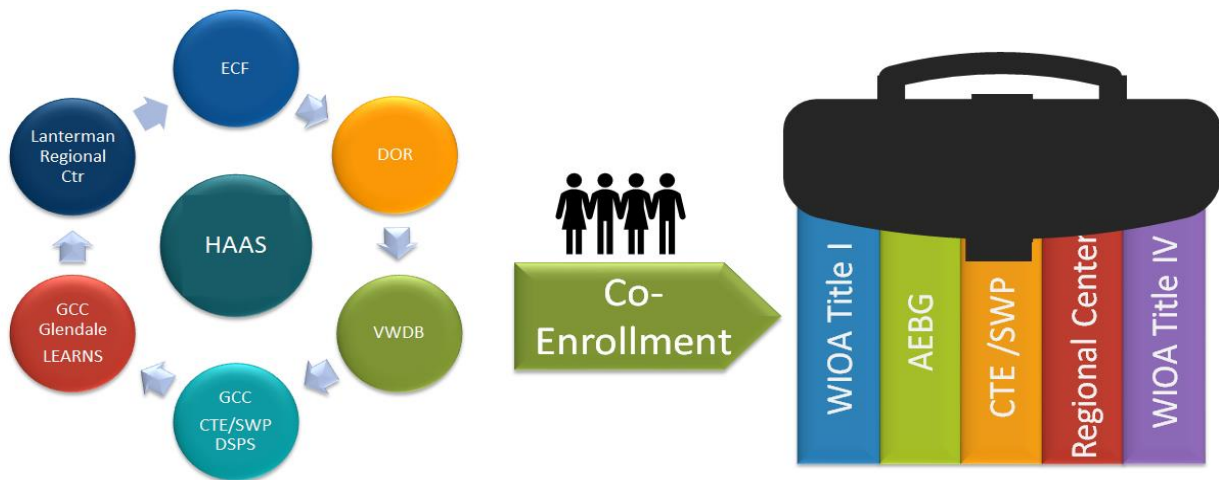 ECF
DOR
VWDB
GCC
CTE/SWP
DSPS
GCC
Glendale
LEARNS
Lanterman
Regional
Ctr
HAAS
Co-
Enrollment
WIOA Title I
AEBG
CTE /SWP
Regional Center
WIOA Title IV